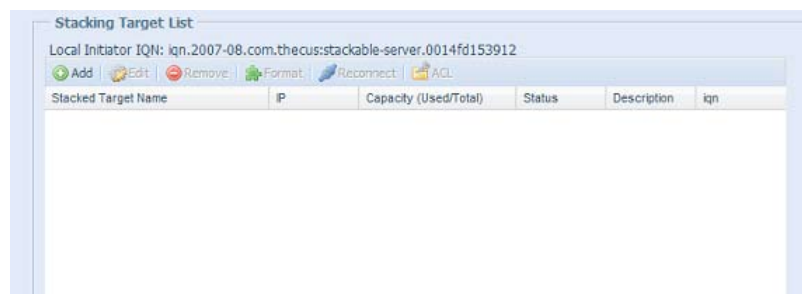 Stacking Target List
Local Initiator IQN: iqn.2007-08.com.thecus:stackable-server.0014fd153912
Add Edit Remove Format Reconnect ACL
Stacked Target Name IP Capacity (Used/Total) Status Description iqn